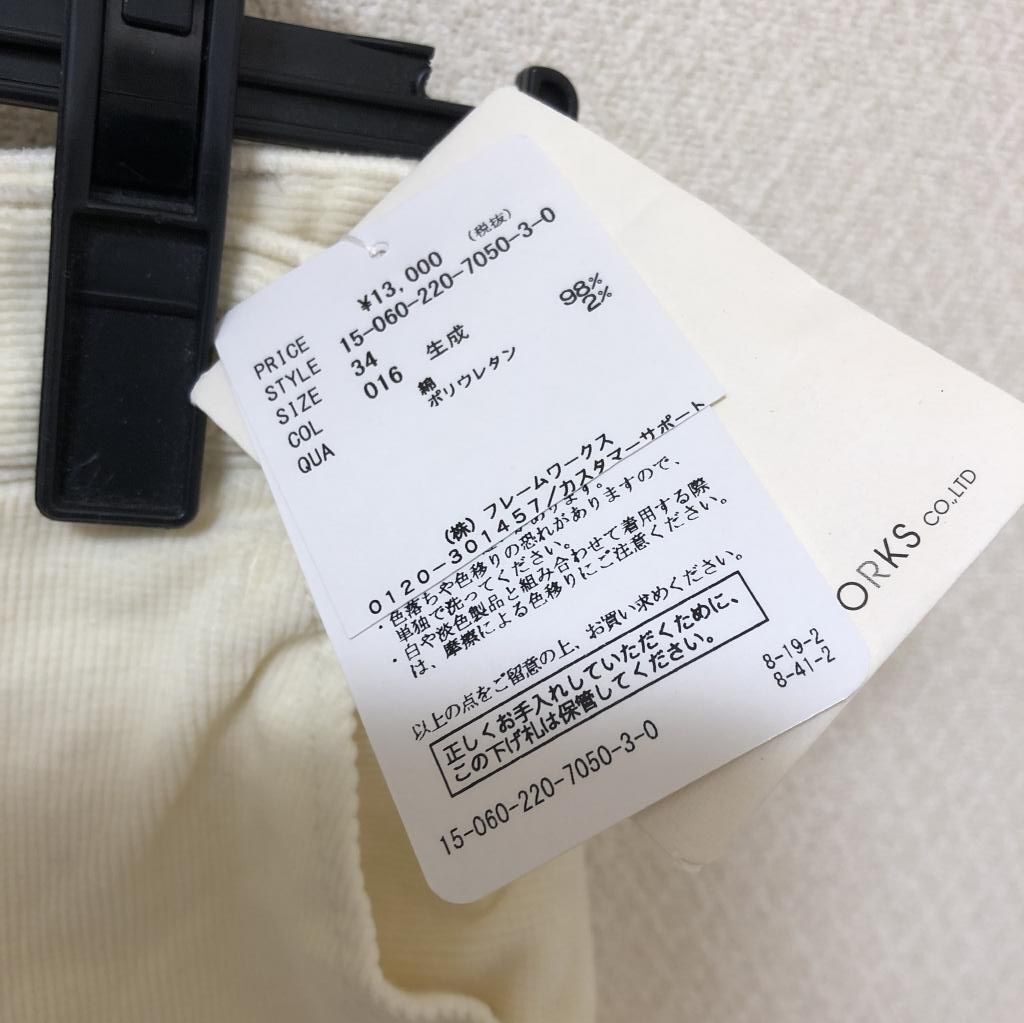 PRICE ¥13,000 (税抜)
STYLE 15-060-220-7050-3-0
SIZE 34
COL 016 生成
QUA 綿 98%
ポリウレタン 2%
(株)フレームワークス
0120-301457/カスタマーサポート
あります。
・色落ちや色移りの恐れがありますので、
単独で洗ってください。
・白や淡色製品と組み合わせて着用する際
は、摩擦による色移りにご注意ください。
以上の点をご留意の上、お買い求めください。
正しくお手入れしていただくために、
この下げ札は保管してください。
8-19-2
8-41-2
15-060-220-7050-3-0
ORKS CO.,LTD